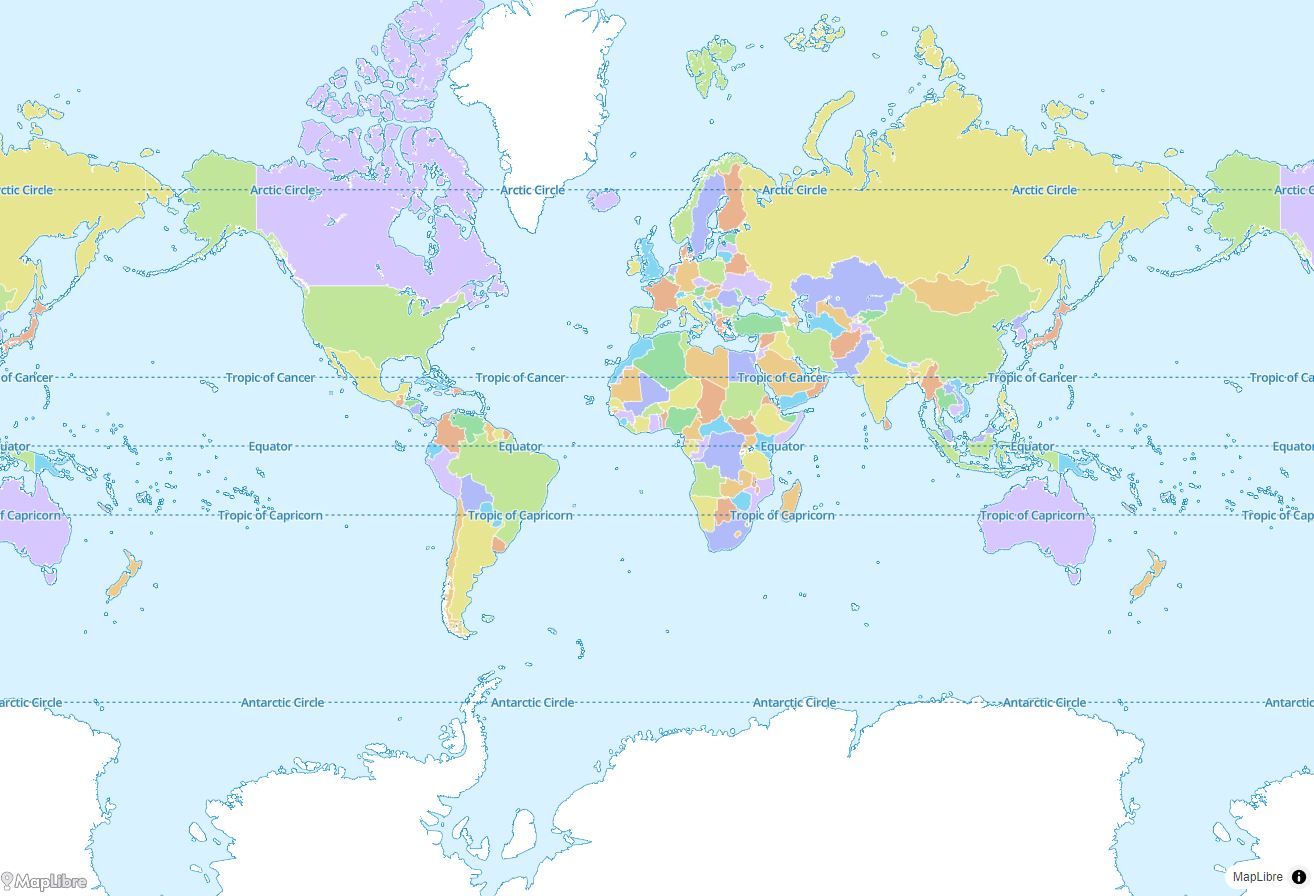 ctic Circle
Arctic Circle
Arctic Circle
Arctic Circle
Arctic Circle
Arctic C
of Cancer
Tropic of Cancer
Tropic of Cancer
Tropic of Cancer
Tropic of Cancer
Tropic of Ca
uator
Equator
Equator
Equator
Equator
Equator
of Capricorn
Tropic of Capricorn
Tropic of Capricorn
Tropic of Capricorn
Tropic of Capricorn
Tropic of Cap
arctic Circle
Antarctic Circle
Antarctic Circle
Antarctic Circle
Antarctic Circle
Antarcti
MapLibre
MapLibre